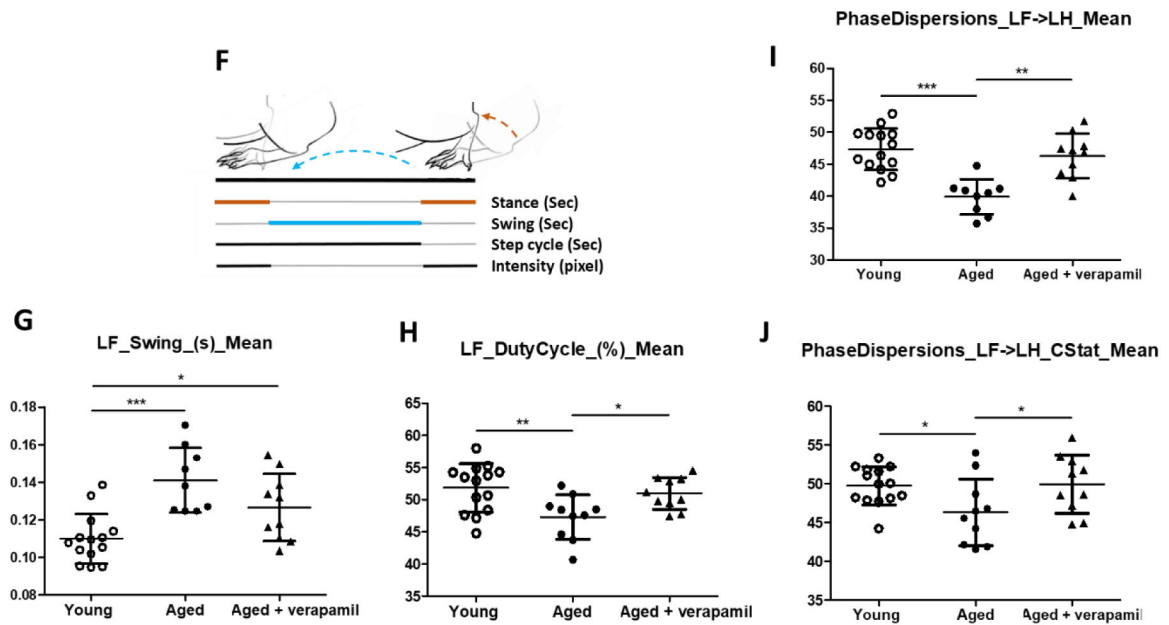 F
Stance (Sec)
Swing (Sec)
Step cycle (Sec)
Intensity (pixel)
PhaseDispersions_LF->LH_Mean
I
60
55
50
45
40
35
30
***
**
Young
Aged
Aged + verapamil
G
LF_Swing_(s)_Mean
0.18
0.16
0.14
0.12
0.10
0.08
*
***
Young
Aged
Aged + verapamil
H
LF_DutyCycle_(%)_Mean
65
60
55
50
45
40
35
**
*
Young
Aged
Aged + verapamil
J
PhaseDispersions_LF->LH_CStat_Mean
60
55
50
45
40
35
*
*
Young
Aged
Aged + verapamil